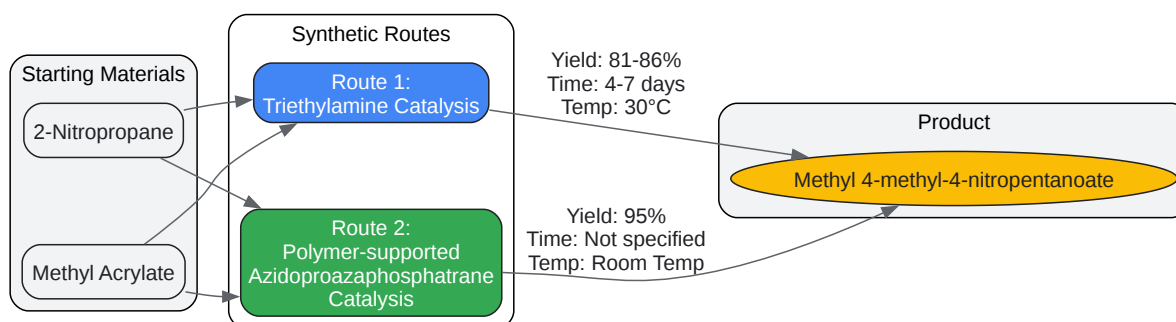 Starting Materials
2-Nitropropane
Methyl Acrylate
Synthetic Routes
Route 1:
Triethylamine Catalysis
Route 2:
Polymer-supported
Azidoproazaphosphatrane
Catalysis
Yield: 81-86%
Time: 4-7 days
Temp: 30°C
Yield: 95%
Time: Not specified
Temp: Room Temp
Product
Methyl 4-methyl-4-nitropentanoate